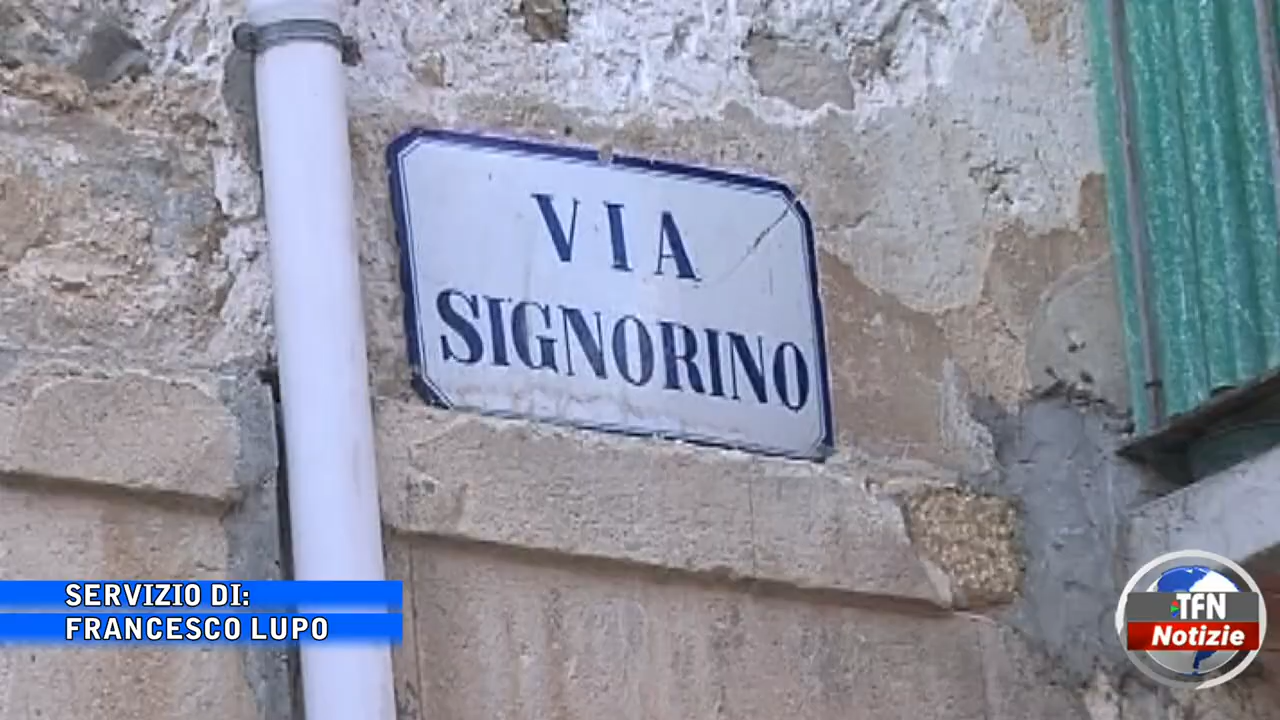 VIA
SIGNORINO
SERVIZIO DI:
FRANCESCO LUPO
TFN
Notizie